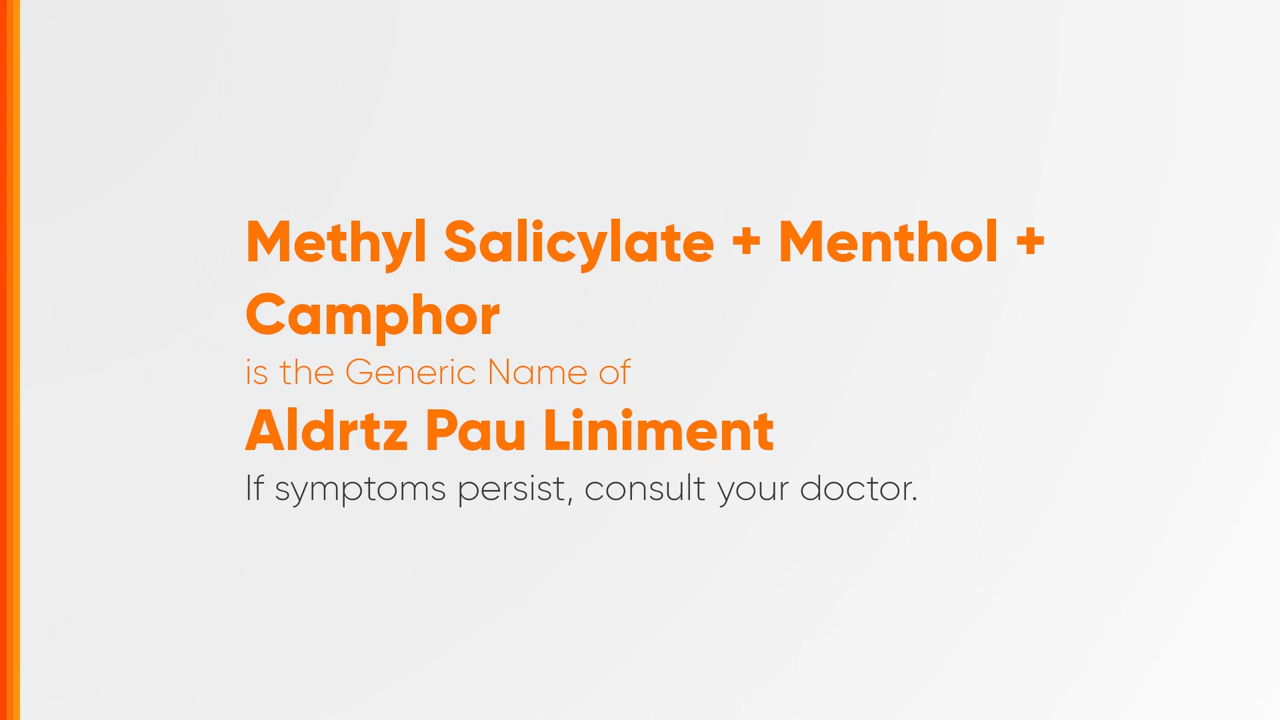 Methyl Salicylate + Menthol +
Camphor
is the Generic Name of
Aldrtz Pau Liniment
If symptoms persist, consult your doctor.